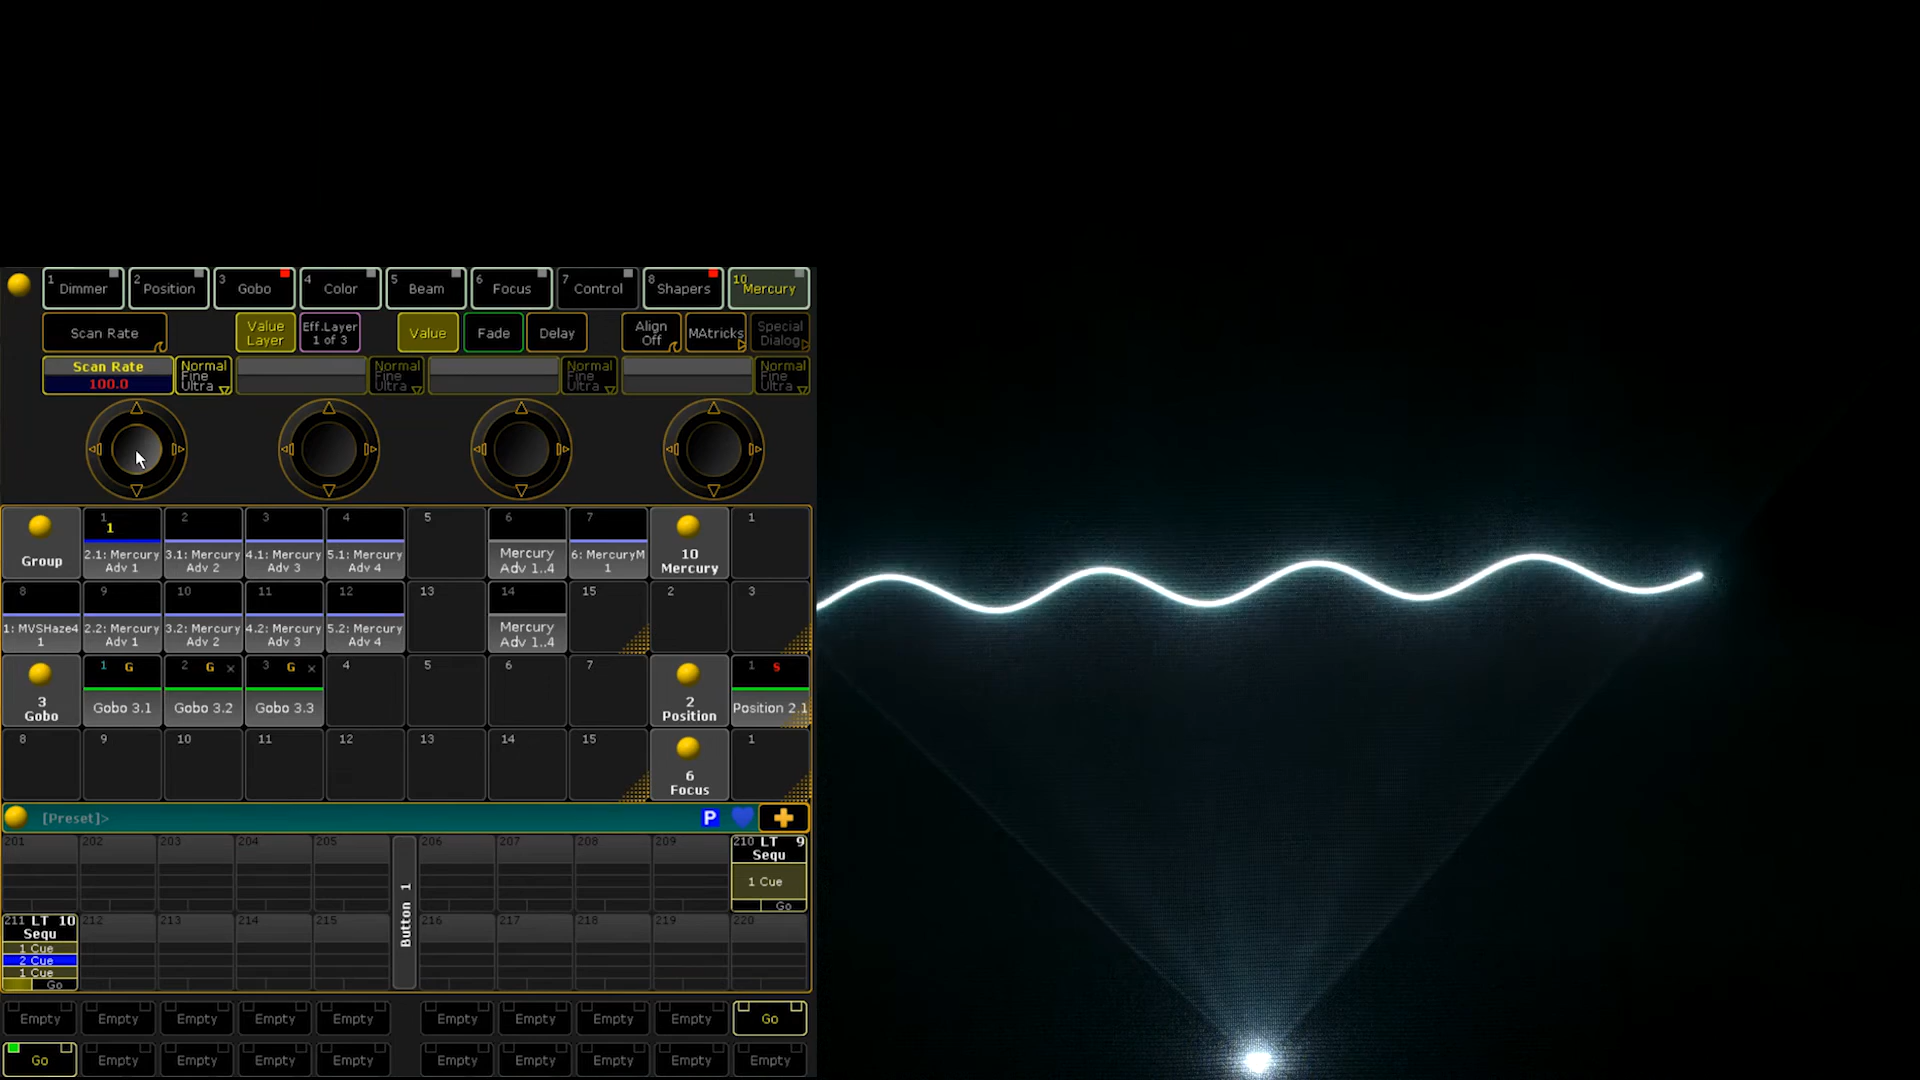 1 Dimmer 2 Position 3 Gobo 4 Color 5 Beam 6 Focus 7 Control 8 Shapers 10 Mercury
Scan Rate Value Layer Eff.Layer 1 of 3 Value Fade Delay Align Off MAtricks Special Dialog
Scan Rate 100.0 Normal Fine Ultra Normal Fine Ultra Normal Fine Ultra Normal Fine Ultra
1 1 2 3 4 5 6 7 1
Group 2.1: Mercury Adv 1 3.1: Mercury Adv 2 4.1: Mercury Adv 3 5.1: Mercury Adv 4 Mercury Adv 1..4 6: MercuryM 1 10 Mercury
8 9 10 11 12 13 14 15 2 3
1: MVSHaze4 1 2.2: Mercury Adv 1 3.2: Mercury Adv 2 4.2: Mercury Adv 3 5.2: Mercury Adv 4 Mercury Adv 1..4
1 G 2 G × 3 G × 4 5 6 7 1 S
3 Gobo Gobo 3.1 Gobo 3.2 Gobo 3.3 2 Position Position 2.1
8 9 10 11 12 13 14 15 1
6 Focus
[Preset]> P
201 202 203 204 205 206 207 208 209 210 LT 9
Sequ
1 Cue
Go
Button 1
211 LT 10 212 213 214 215 216 217 218 219 220
Sequ
1 Cue
2 Cue
1 Cue
Go
Empty Empty Empty Empty Empty Empty Empty Empty Empty Go
Go Empty Empty Empty Empty Empty Empty Empty Empty Empty